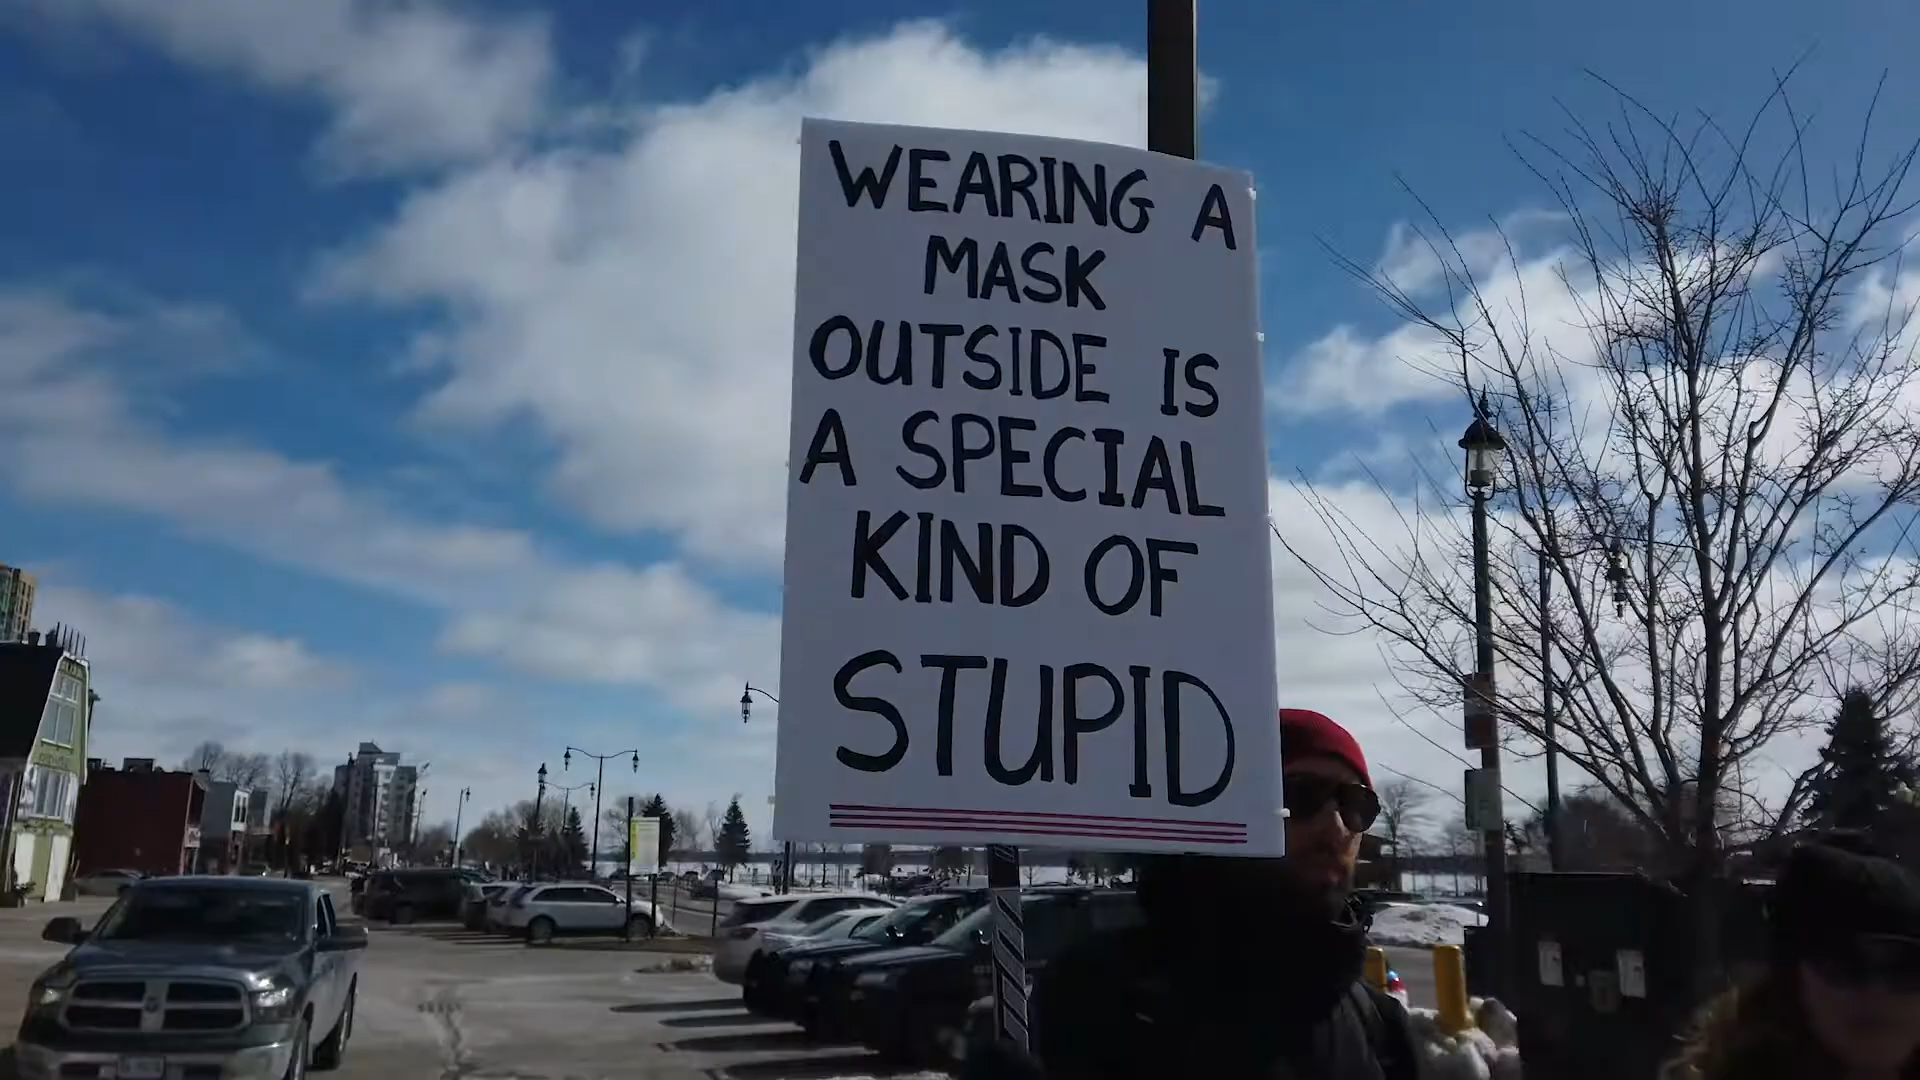 WEARING A
MASK
OUTSIDE IS
A SPECIAL
KIND OF
STUPID